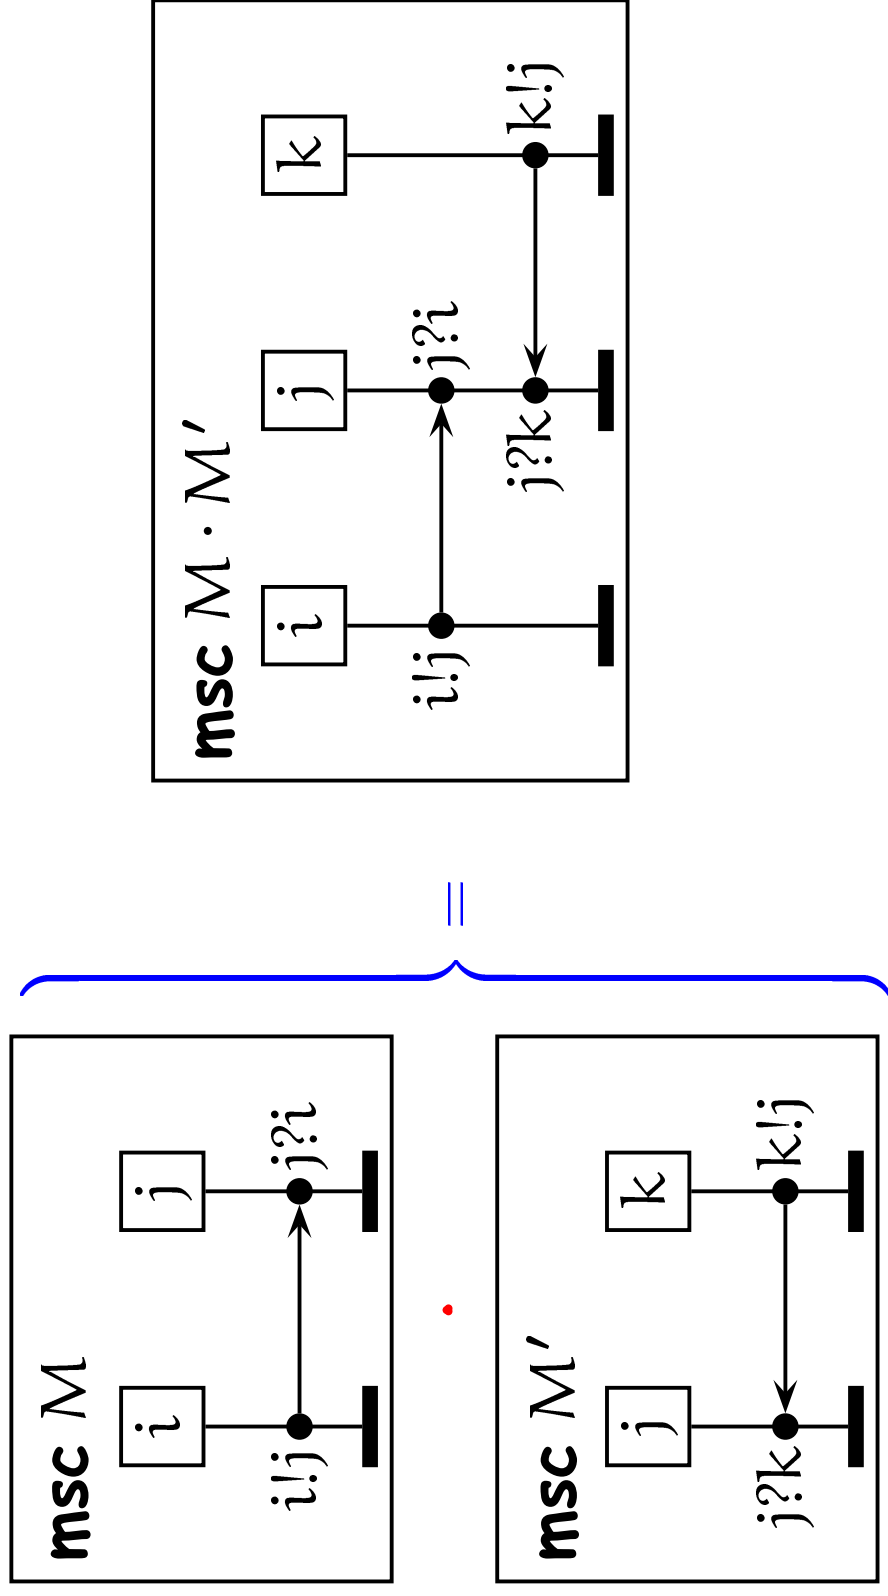 msc M
i j
i!j j?i
·
msc M′
j k
j?k k!j
=
msc M · M′
i j k
i!j j?i
j?k k!j